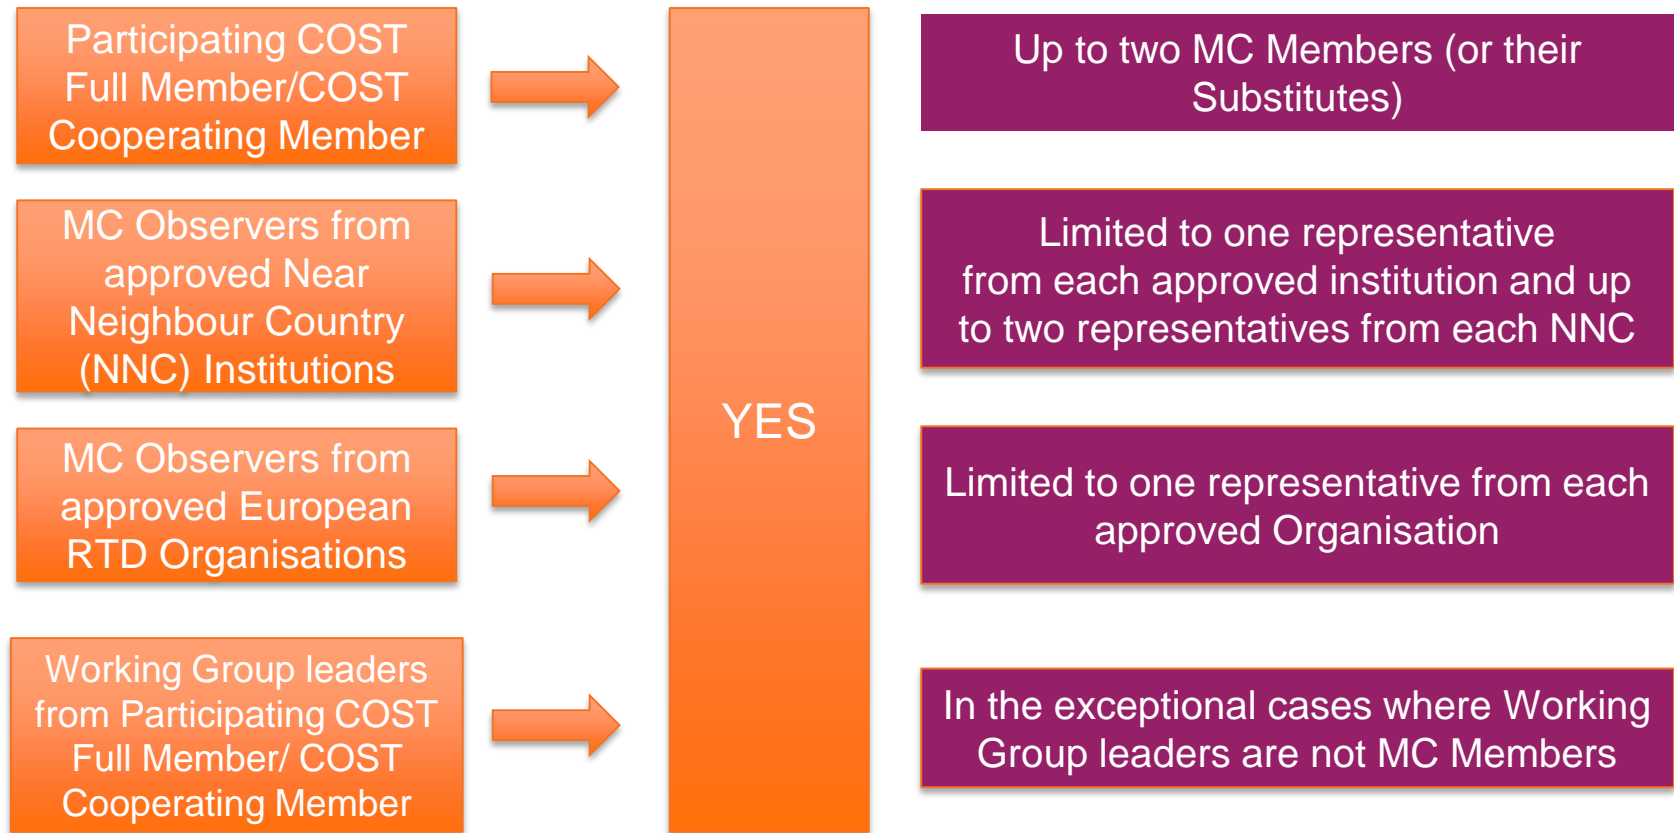 Participating COST
Full Member/COST
Cooperating Member
Up to two MC Members (or their
Substitutes)
MC Observers from
approved Near
Neighbour Country
(NNC) Institutions
Limited to one representative
from each approved institution and up
to two representatives from each NNC
YES
MC Observers from
approved European
RTD Organisations
Limited to one representative from each
approved Organisation
Working Group leaders
from Participating COST
Full Member/ COST
Cooperating Member
In the exceptional cases where Working
Group leaders are not MC Members